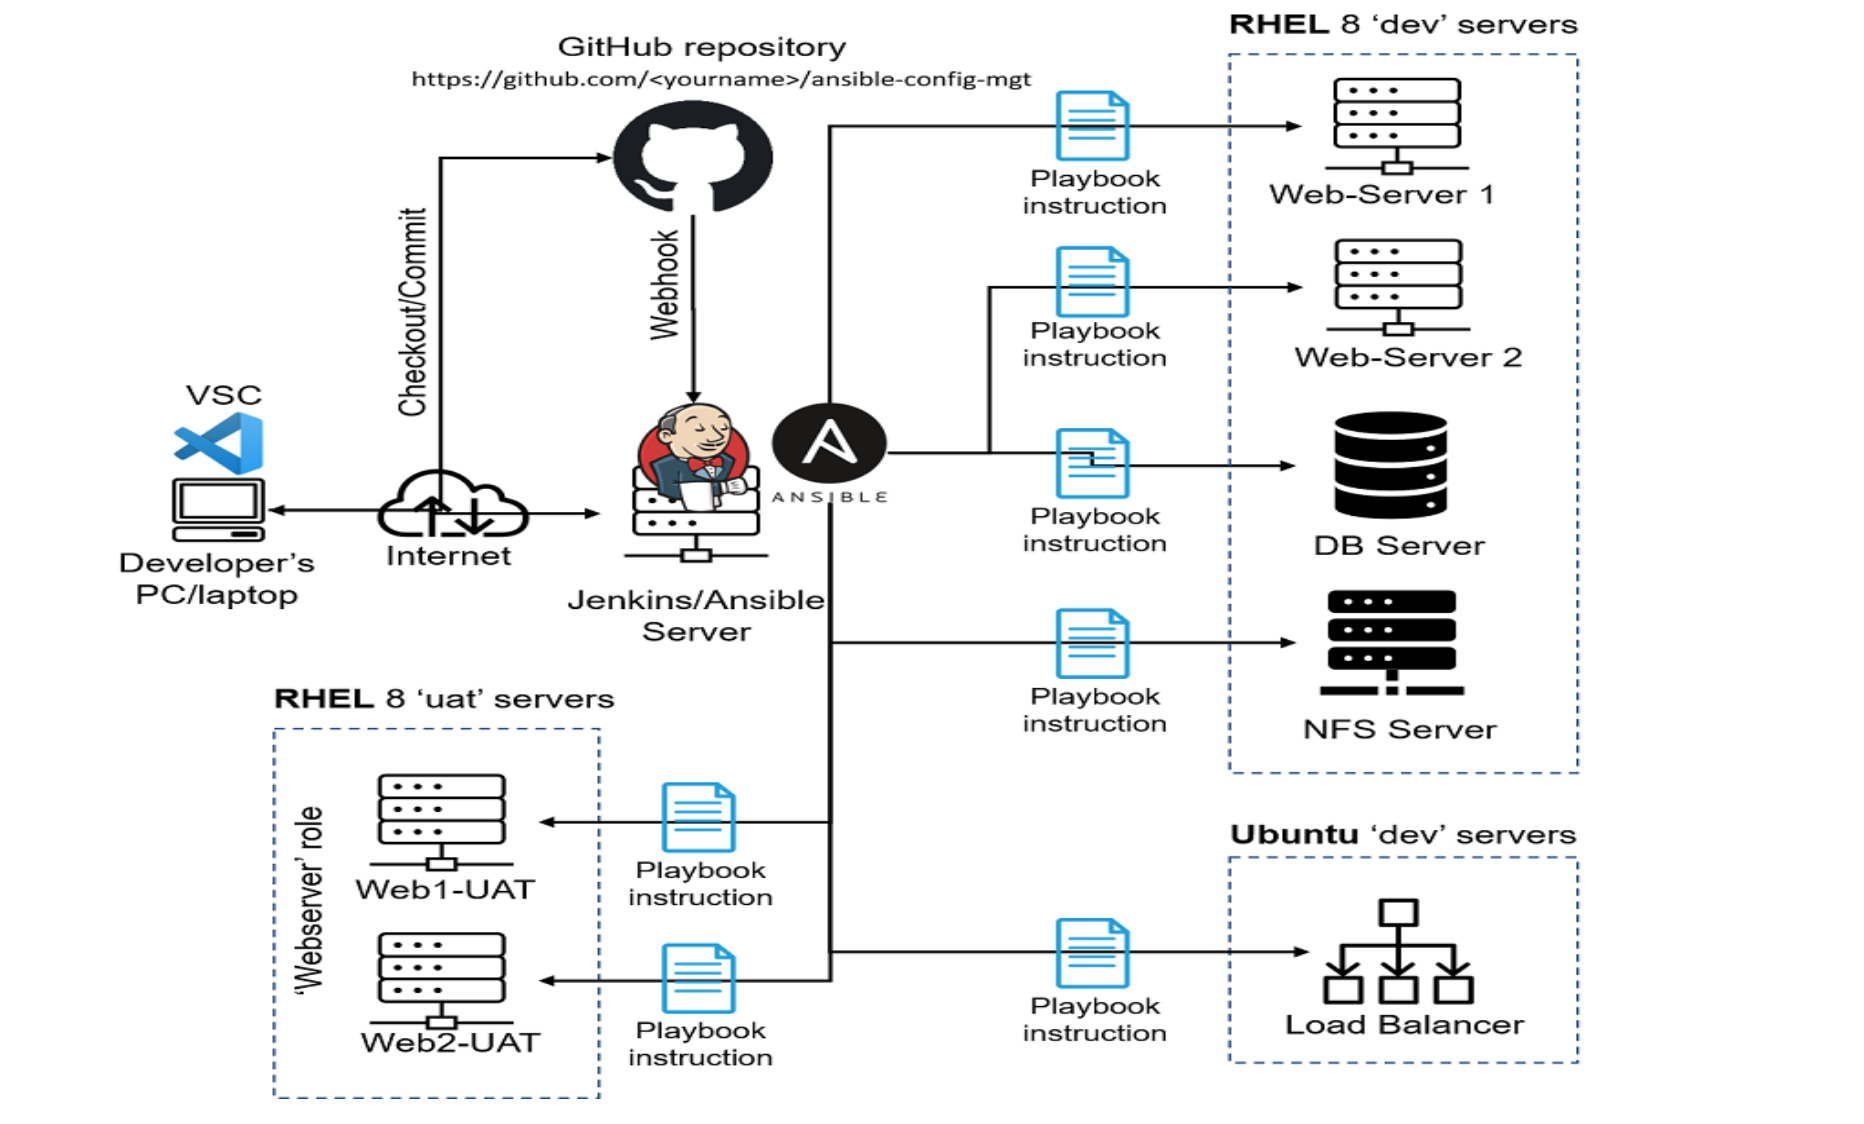 GitHub repository
https://github.com/<yourname>/ansible-config-mgt
Checkout/Commit
Webhook
VSC
Developer's
PC/laptop
Internet
Jenkins/Ansible
Server
ANSIBLE
RHEL 8 ‘dev’ servers
Playbook
instruction
Web-Server 1
Playbook
instruction
Web-Server 2
Playbook
instruction
DB Server
Playbook
instruction
NFS Server
RHEL 8 ‘uat’ servers
‘Webserver’ role
Web1-UAT
Playbook
instruction
Web2-UAT
Playbook
instruction
Ubuntu ‘dev’ servers
Playbook
instruction
Load Balancer